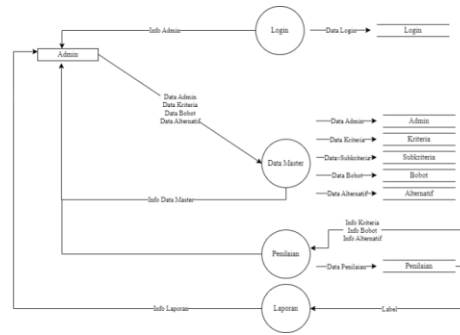 Info Admin
Login
Data Login
Login
Admin
Data Admin
Data Kriteria
Data Bobot
Data Alternatif
Data Master
Data Admin
Admin
Data Kriteria
Kriteria
Data Subkriteria
Subkriteria
Data Bobot
Bobot
Data Alternatif
Alternatif
Info Data Master
Info Kriteria
Info Bobot
Info Alternatif
Penilaian
Data Penilaian
Penilaian
Info Laporan
Laporan
Label